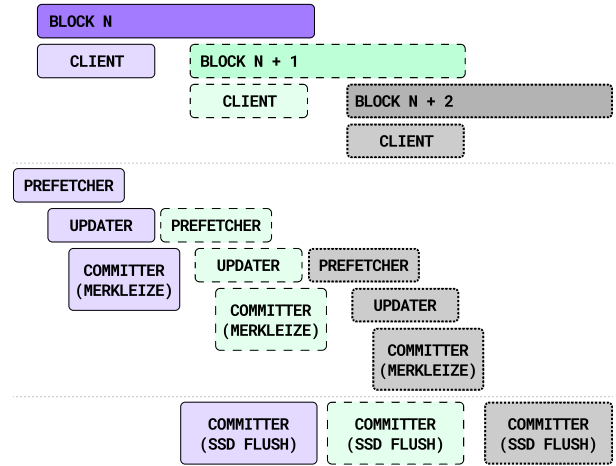 BLOCK N
CLIENT
BLOCK N + 1
CLIENT
BLOCK N + 2
CLIENT
PREFETCHER
UPDATER
PREFETCHER
COMMITTER
(MERKLEIZE)
UPDATER
PREFETCHER
COMMITTER
(MERKLEIZE)
UPDATER
COMMITTER
(MERKLEIZE)
COMMITTER
(SSD FLUSH)
COMMITTER
(SSD FLUSH)
COMMITTER
(SSD FLUSH)